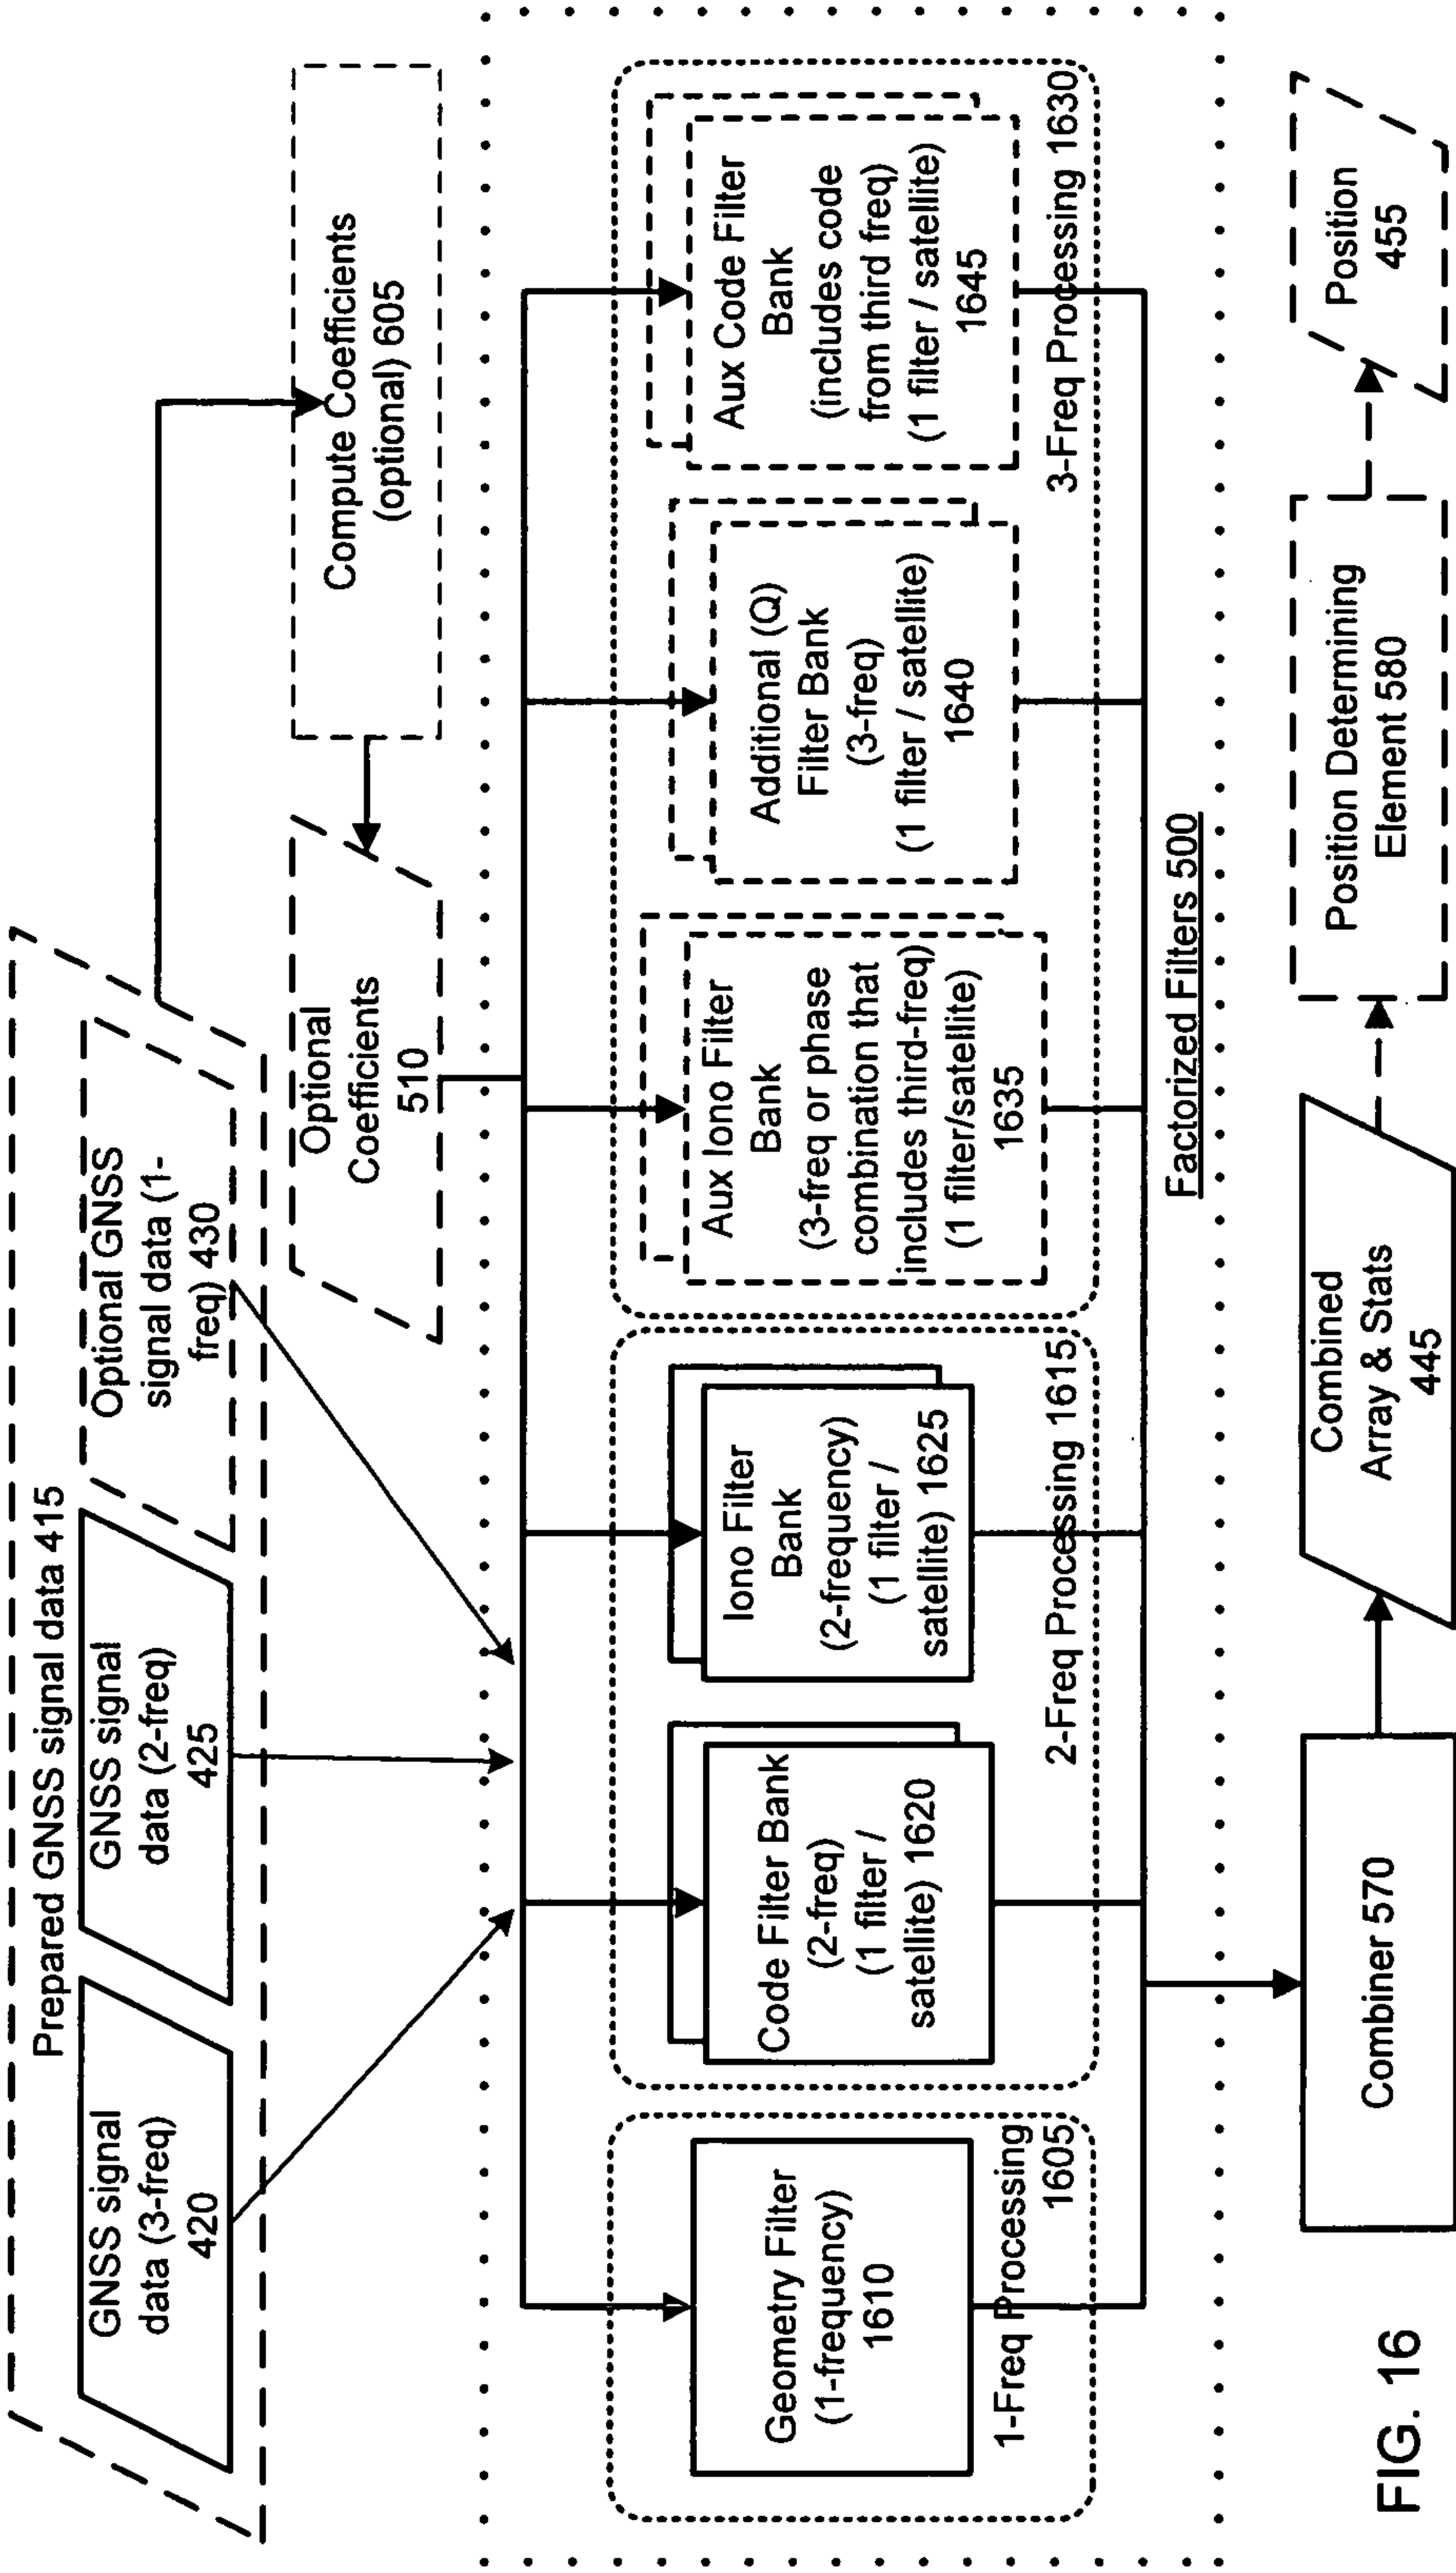 Prepared GNSS signal data 415
GNSS signal
data (3-freq)
420
GNSS signal
data (2-freq)
425
Optional GNSS
signal data (1-
freq) 430
Optional
Coefficients
510
Compute Coefficients
(optional) 605
Geometry Filter
(1-frequency)
1610
1-Freq Processing
1605
Code Filter Bank
(2-freq)
(1 filter /
satellite) 1620
Iono Filter
Bank
(2-frequency)
(1 filter /
satellite) 1625
2-Freq Processing 1615
Aux Iono Filter
Bank
(3-freq or phase
combination that
includes third-freq)
(1 filter/satellite)
1635
Additional (Q)
Filter Bank
(3-freq)
(1 filter / satellite)
1640
Aux Code Filter
Bank
(includes code
from third freq)
(1 filter / satellite)
1645
3-Freq Processing 1630
Factorized Filters 500
Combiner 570
Combined
Array & Stats
445
Position Determining
Element 580
Position
455
FIG. 16